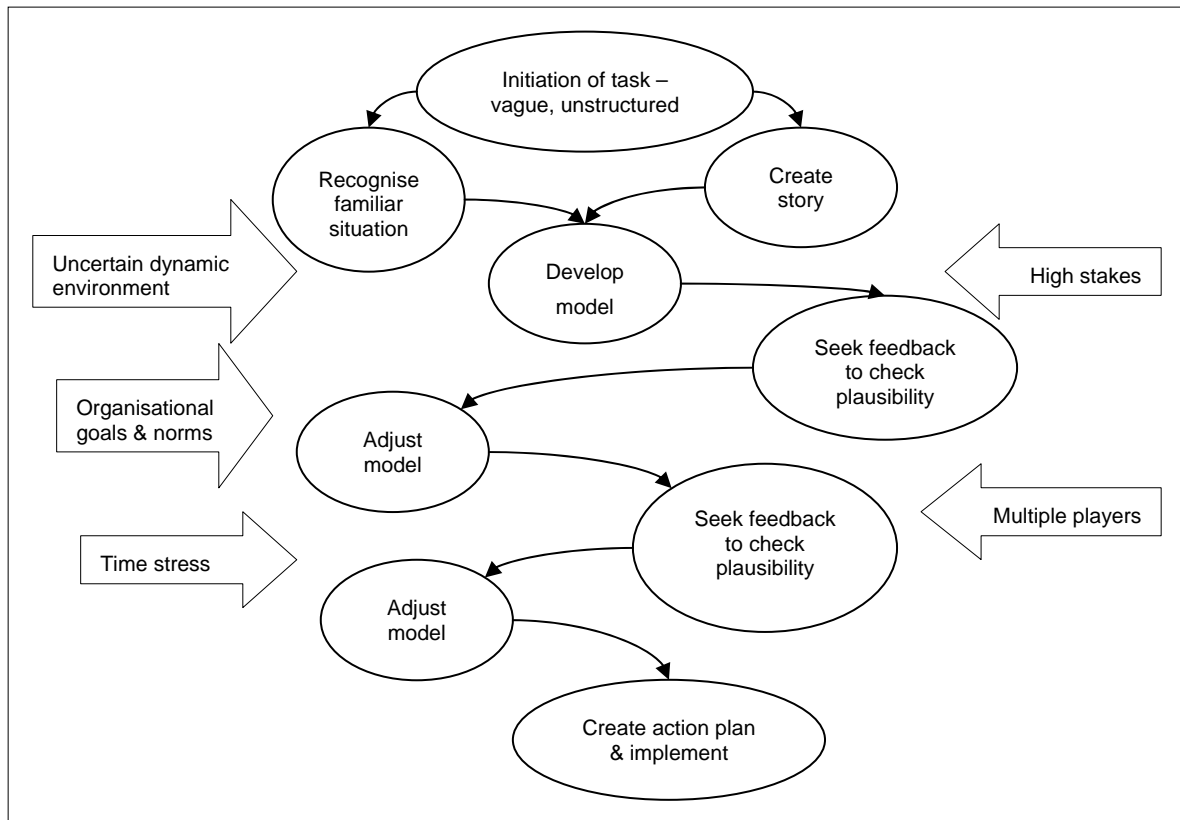 Initiation of task –
vague, unstructured
Recognise
familiar
situation
Create
story
Uncertain dynamic
environment
Develop
model
High stakes
Seek feedback
to check
plausibility
Organisational
goals & norms
Adjust
model
Seek feedback
to check
plausibility
Multiple players
Time stress
Adjust
model
Create action plan
& implement